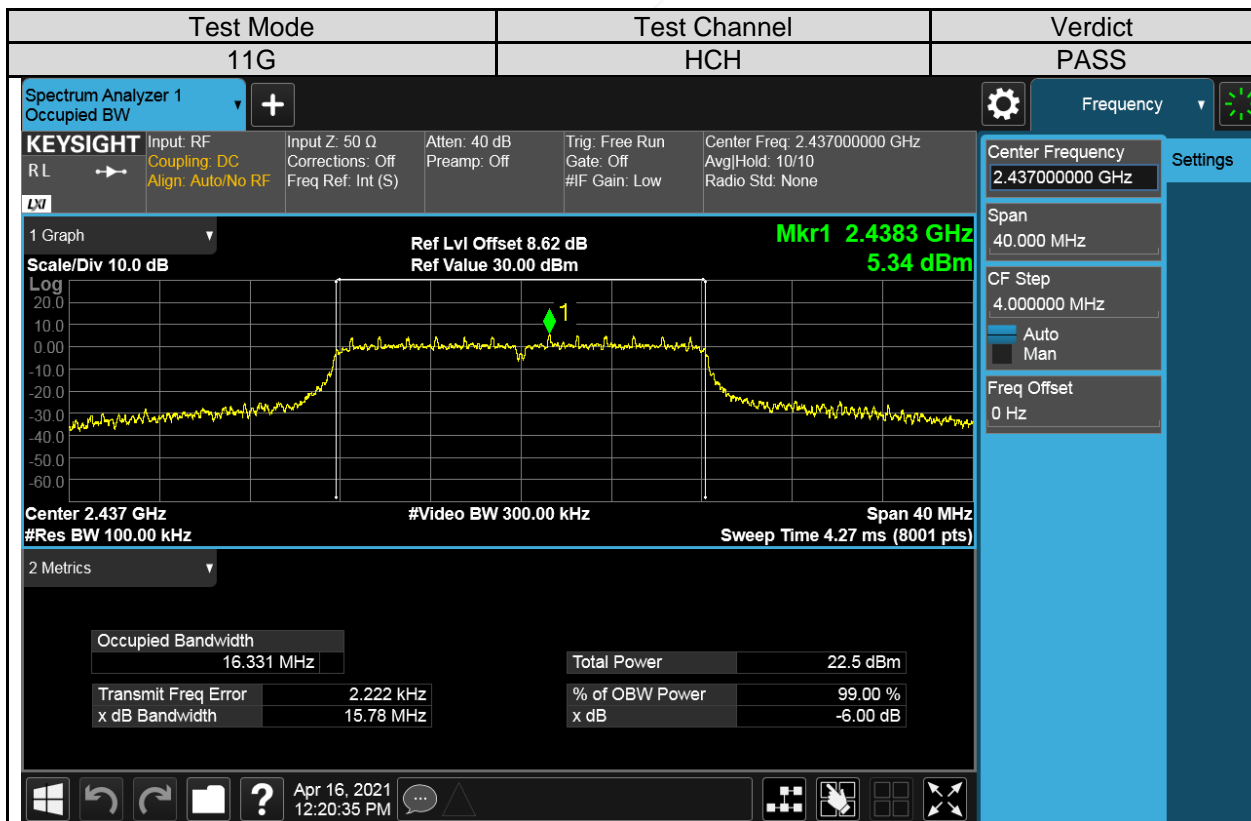 Test Mode Test Channel Verdict
11G HCH PASS
Spectrum Analyzer 1
Occupied BW
+
Frequency
KEYSIGHT
RL
LXI
Input: RF
Coupling: DC
Align: Auto/No RF
Input Z: 50 Ω
Corrections: Off
Freq Ref: Int (S)
Atten: 40 dB
Preamp: Off
Trig: Free Run
Gate: Off
#IF Gain: Low
Center Freq: 2.437000000 GHz
Avg|Hold: 10/10
Radio Std: None
Center Frequency
2.437000000 GHz
Settings
Span
40.000 MHz
CF Step
4.000000 MHz
Auto
Man
Freq Offset
0 Hz
1 Graph
Scale/Div 10.0 dB
Ref Lvl Offset 8.62 dB
Ref Value 30.00 dBm
Mkr1 2.4383 GHz
5.34 dBm
Log
20.0
10.0
0.00
-10.0
-20.0
-30.0
-40.0
-50.0
-60.0
1
Center 2.437 GHz #Video BW 300.00 kHz Span 40 MHz
#Res BW 100.00 kHz Sweep Time 4.27 ms (8001 pts)
2 Metrics
Occupied Bandwidth
16.331 MHz
Total Power 22.5 dBm
Transmit Freq Error 2.222 kHz % of OBW Power 99.00 %
x dB Bandwidth 15.78 MHz x dB -6.00 dB
?
Apr 16, 2021
12:20:35 PM